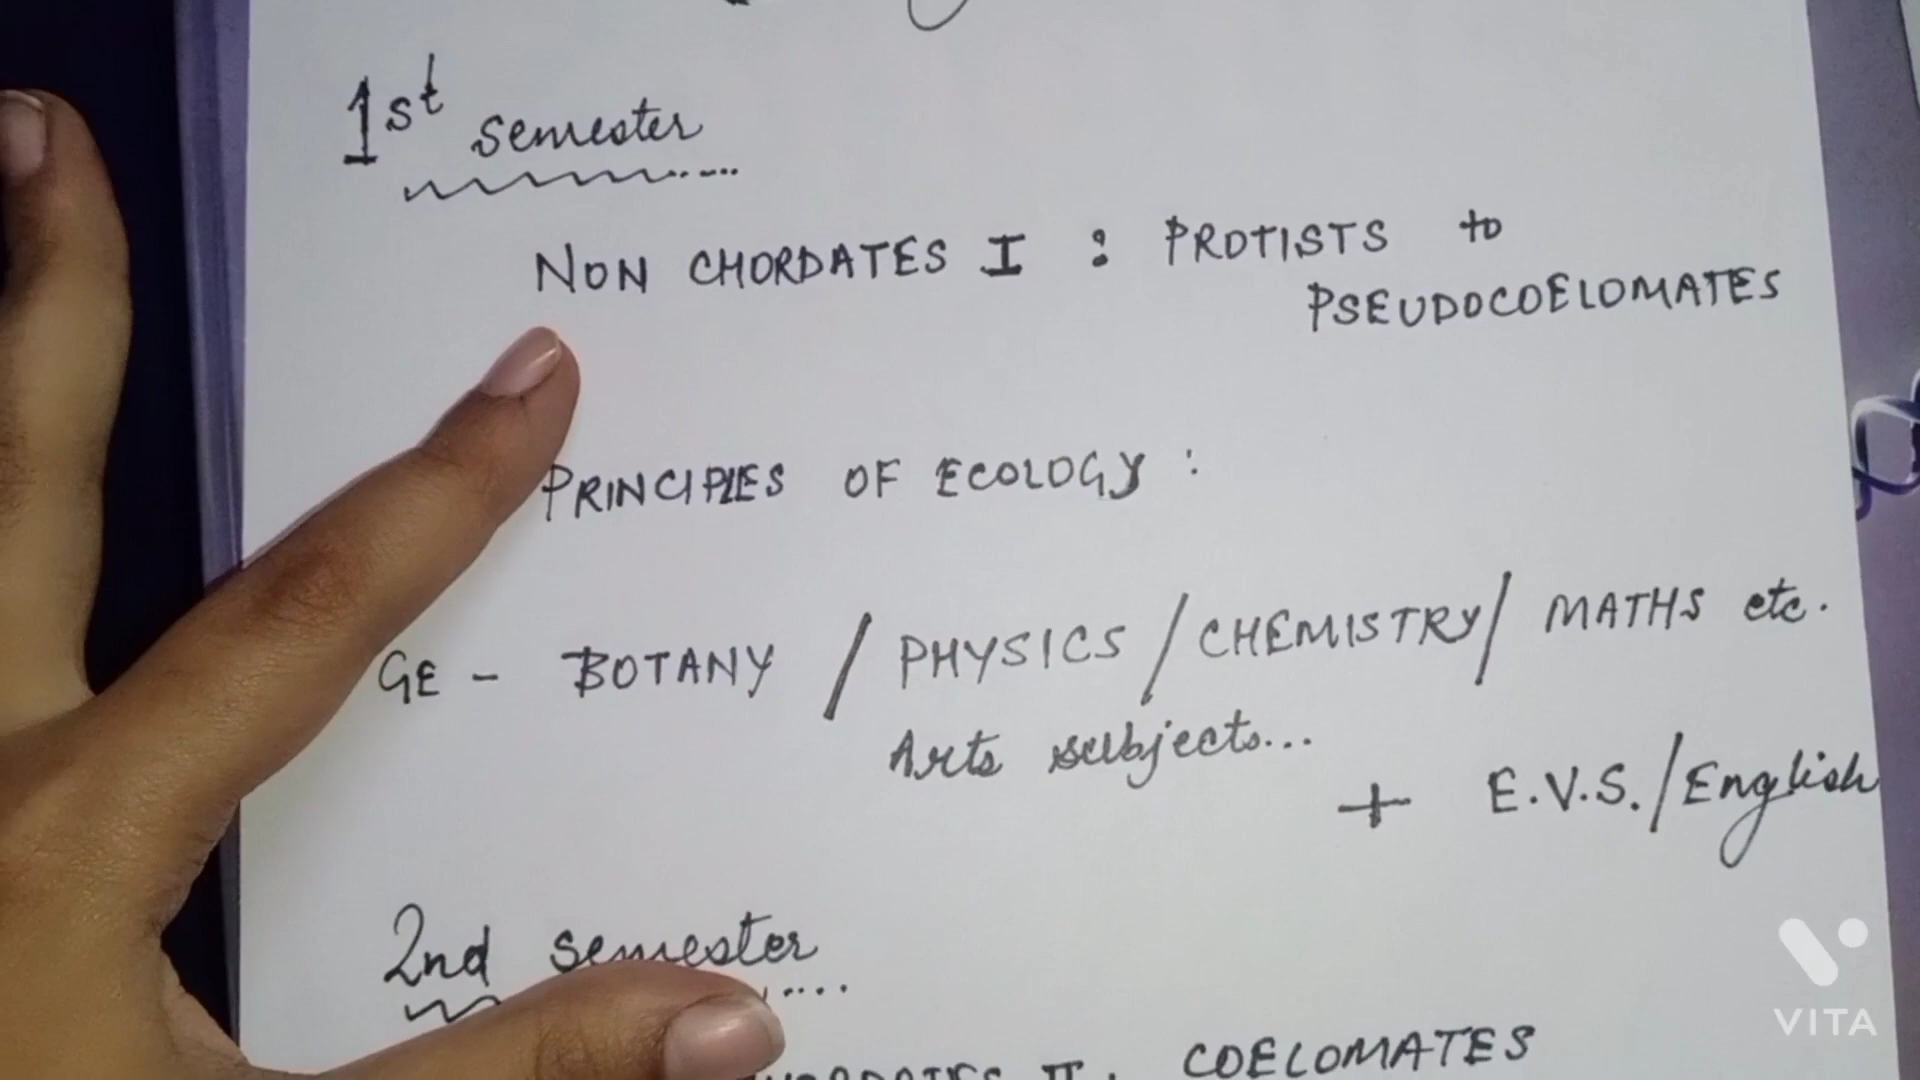 1st semester
NON CHORDATES I : PROTISTS to
PSEUDOCOELOMATES
PRINCIPLES OF ECOLOGY :
GE - BOTANY / PHYSICS / CHEMISTRY / MATHS etc.
Arts subjects...
+ E.V.S. / English
2nd semester
II : COELOMATES
VITA